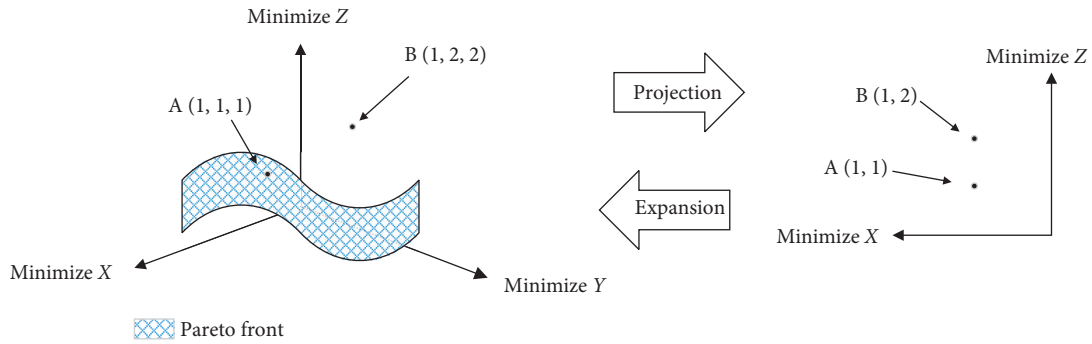 Minimize Z
B (1, 2, 2)
A (1, 1, 1)
Minimize X
Minimize Y
Pareto front
Projection
Expansion
Minimize Z
B (1, 2)
A (1, 1)
Minimize X